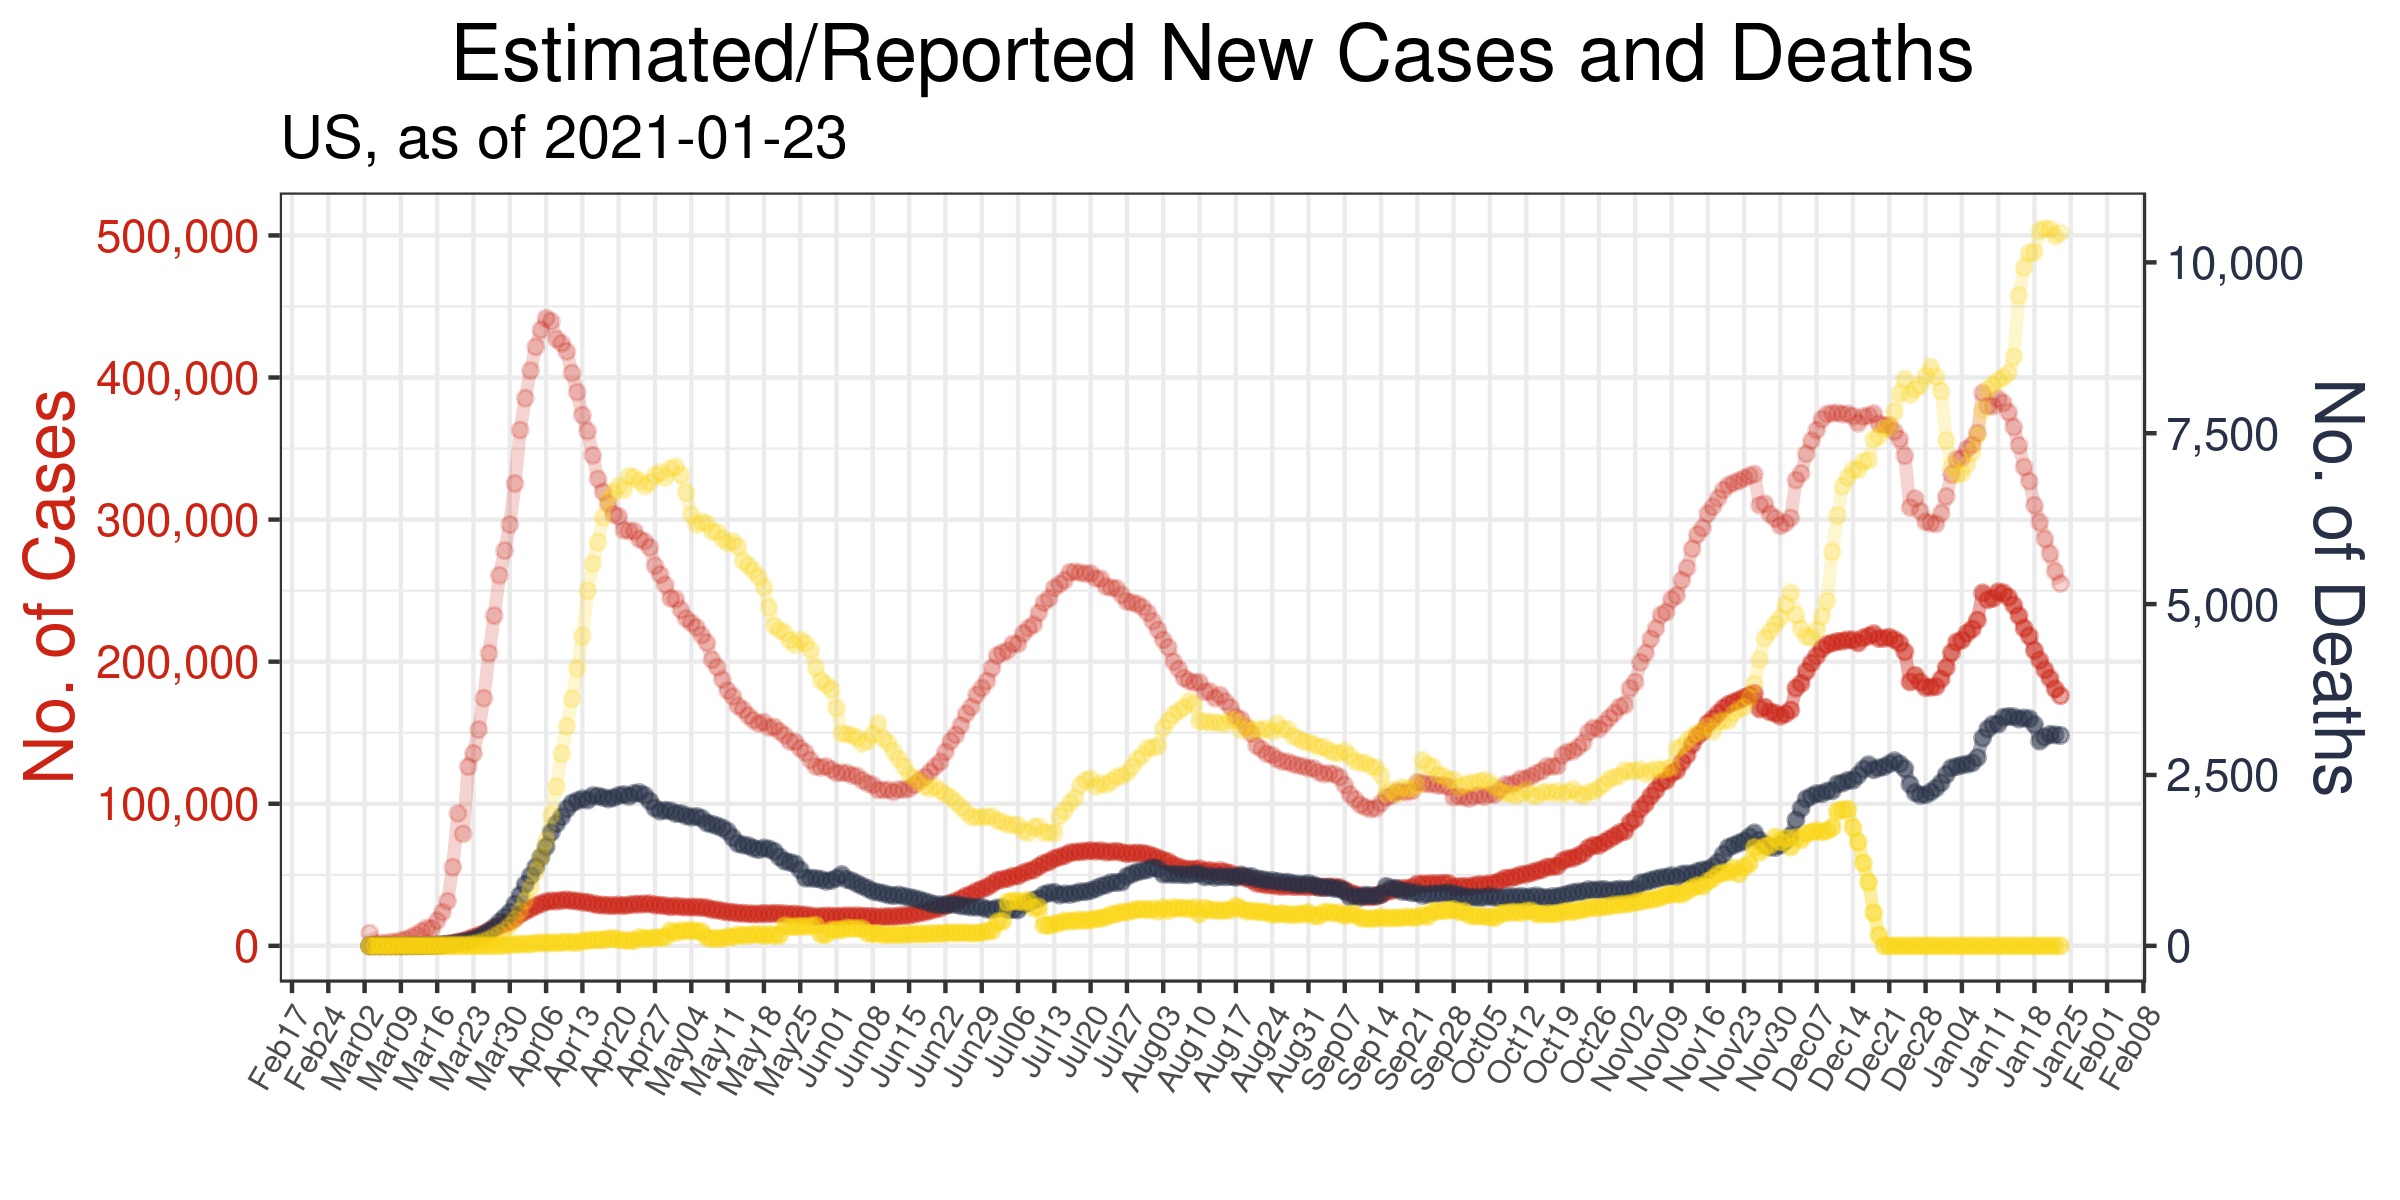 Estimated/Reported New Cases and Deaths
US, as of 2021-01-23
No. of Cases
500,000
400,000
300,000
200,000
100,000
0
10,000
7,500
5,000
2,500
0
No. of Deaths
Feb17
Feb24
Mar02
Mar09
Mar16
Mar23
Mar30
Apr06
Apr13
Apr20
Apr27
May04
May11
May18
May25
Jun01
Jun08
Jun15
Jun22
Jun29
Jul06
Jul13
Jul20
Jul27
Aug03
Aug10
Aug17
Aug24
Aug31
Sep07
Sep14
Sep21
Sep28
Oct05
Oct12
Oct19
Oct26
Nov02
Nov09
Nov16
Nov23
Nov30
Dec07
Dec14
Dec21
Dec28
Jan04
Jan11
Jan18
Jan25
Feb01
Feb08